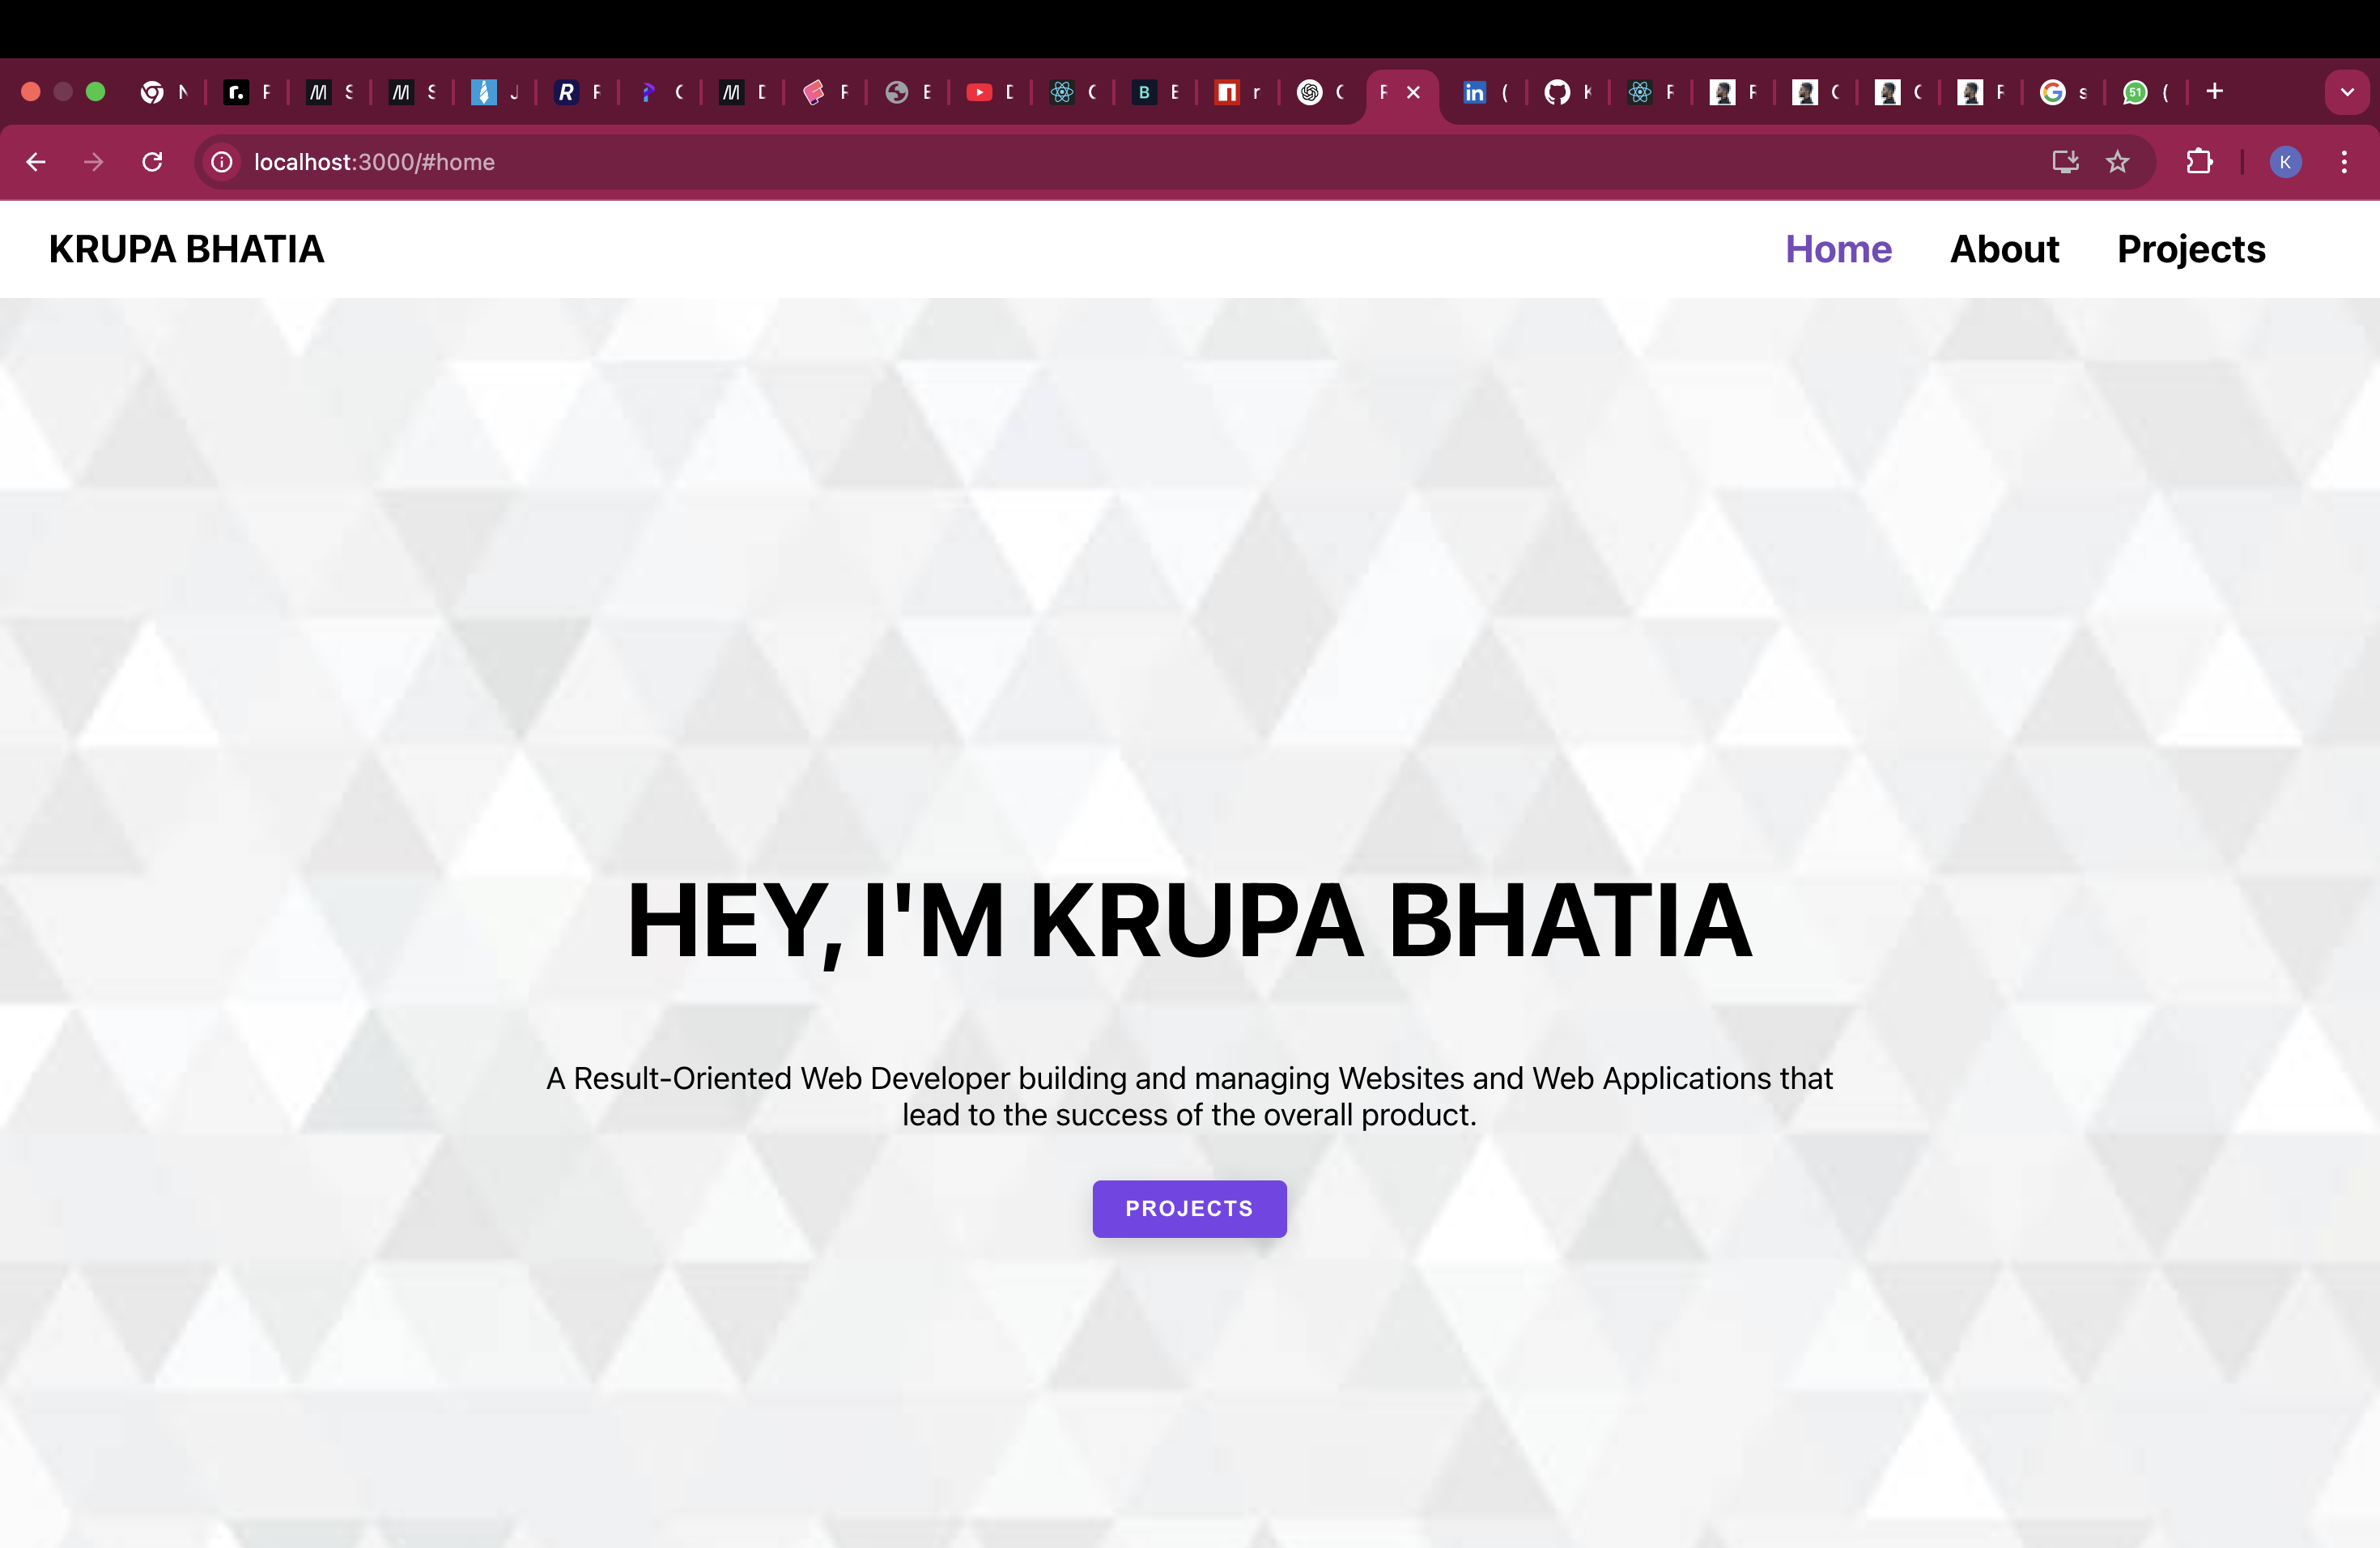 localhost:3000/#home
K
KRUPA BHATIA
Home
About
Projects
HEY, I'M KRUPA BHATIA
A Result-Oriented Web Developer building and managing Websites and Web Applications that
lead to the success of the overall product.
PROJECTS